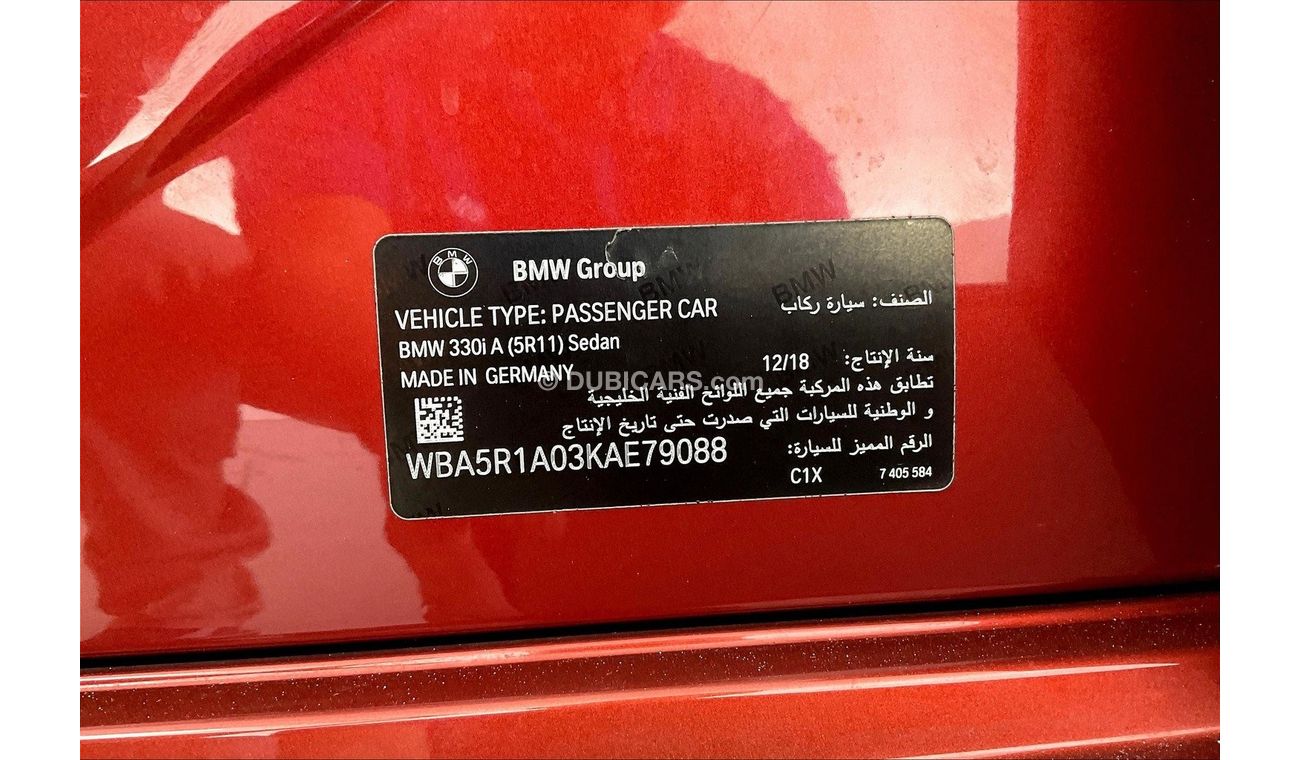 BMW
BMW Group
VEHICLE TYPE: PASSENGER CAR
الصنف: سيارة ركاب
BMW 330i A (5R11) Sedan
سنة الإنتاج: 12/18
MADE IN GERMANY
© DUBICARS.com
تطابق هذه المركبة جميع اللوائح الفنية الخليجية
و الوطنية للسيارات التي صدرت حتى تاريخ الإنتاج
الرقم المميز للسيارة:
WBA5R1A03KAE79088
C1X 7 405 584